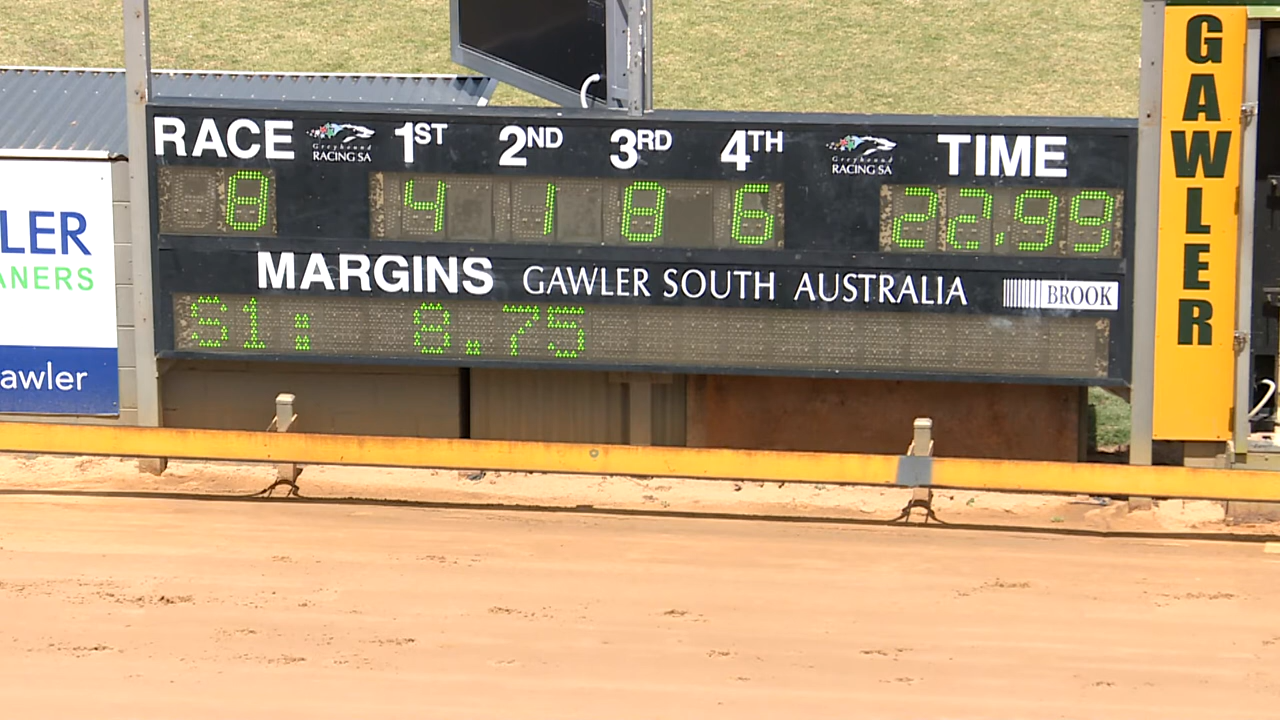 GAWLER
RACE Greyhound RACING SA 1ST 2ND 3RD 4TH Greyhound RACING SA TIME
8 4 1 8 6 22.99
MARGINS GAWLER SOUTH AUSTRALIA BROOK
S1: 8.75
LER
ANERS
awler